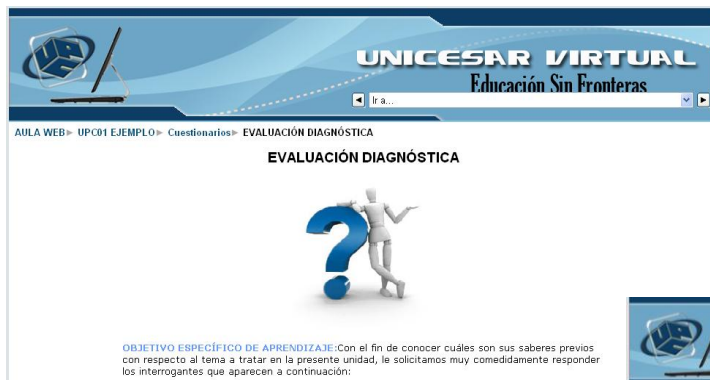 UNICESAR VIRTUAL
Educación Sin Fronteras
Ir a...
AULA WEB► UPC01 EJEMPLO► Cuestionarios► EVALUACIÓN DIAGNÓSTICA
EVALUACIÓN DIAGNÓSTICA
OBJETIVO ESPECÍFICO DE APRENDIZAJE:Con el fin de conocer cuáles son sus saberes previos
con respecto al tema a tratar en la presente unidad, le solicitamos muy comedidamente responder
los interrogantes que aparecen a continuación: